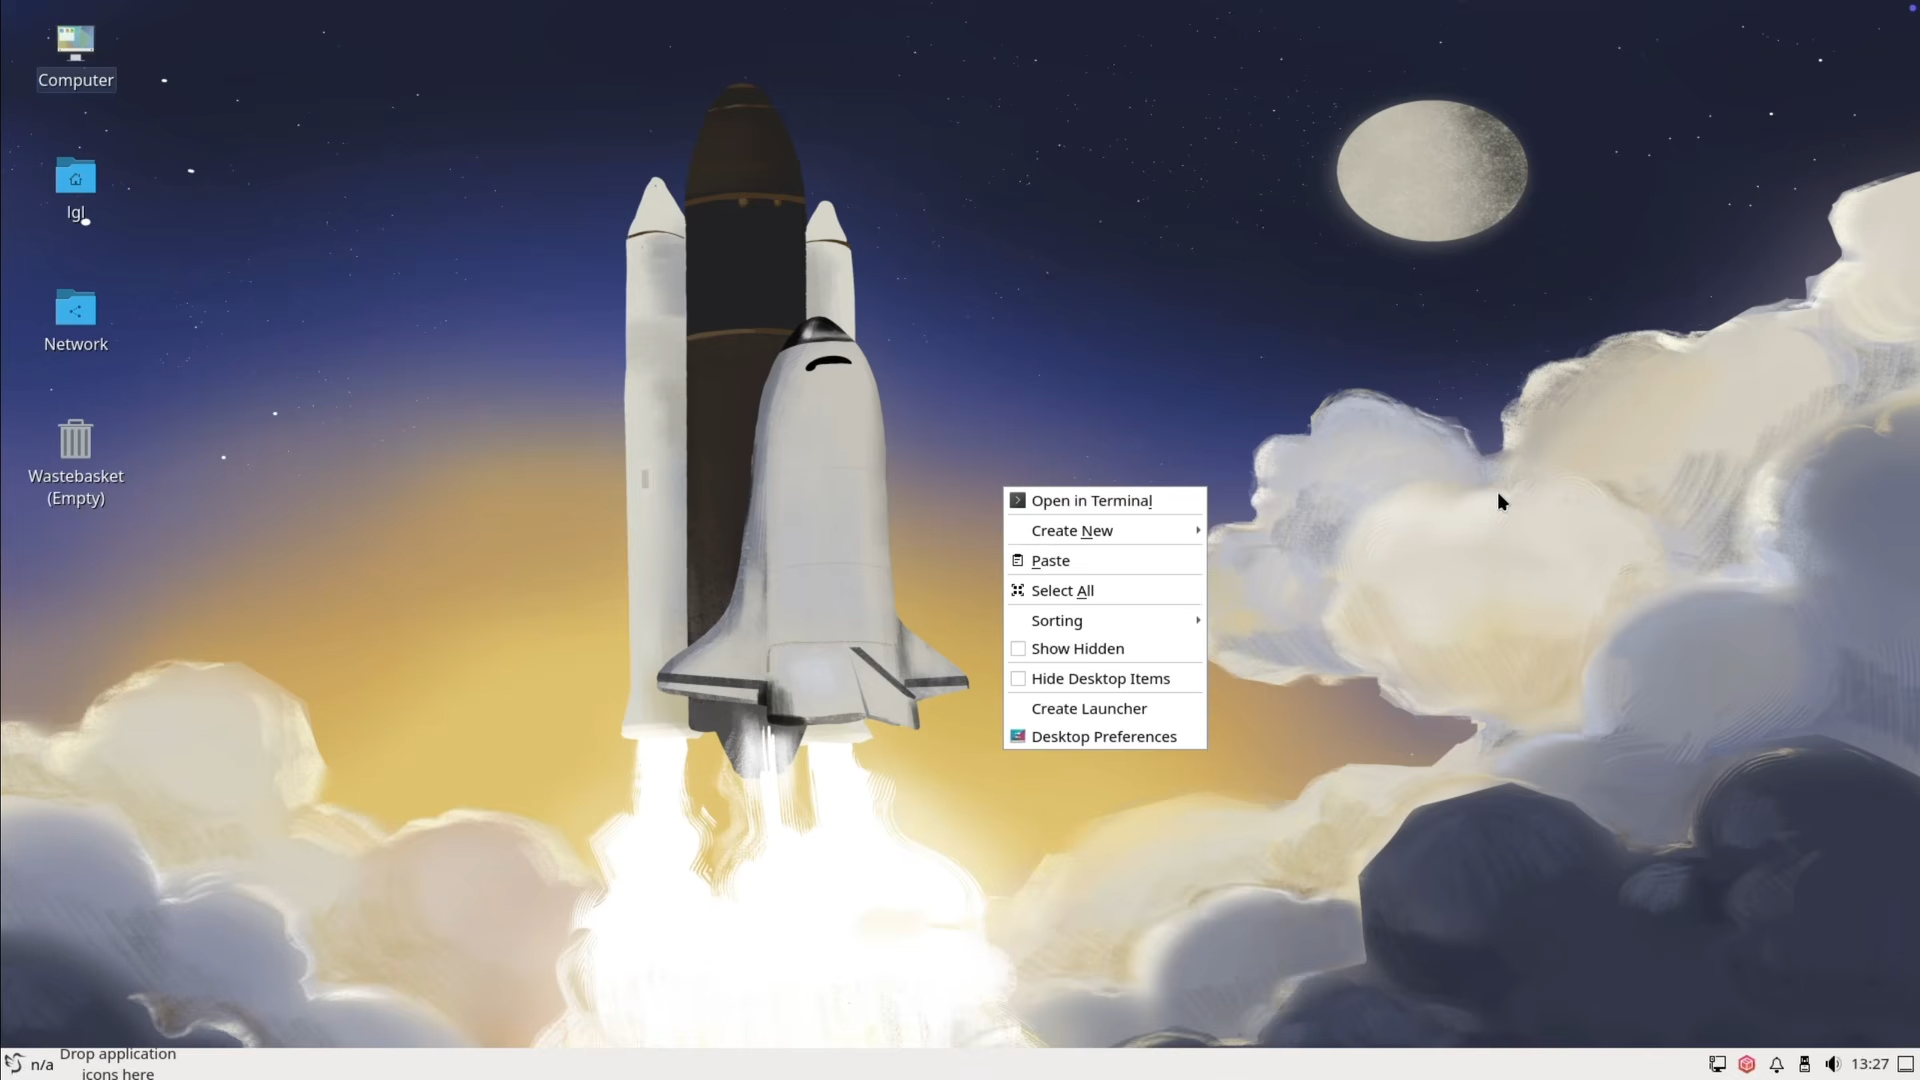 Computer
lgl
Network
Wastebasket
(Empty)
Open in Terminal
Create New
Paste
Select All
Sorting
Show Hidden
Hide Desktop Items
Create Launcher
Desktop Preferences
n/a
Drop application
icons here
13:27